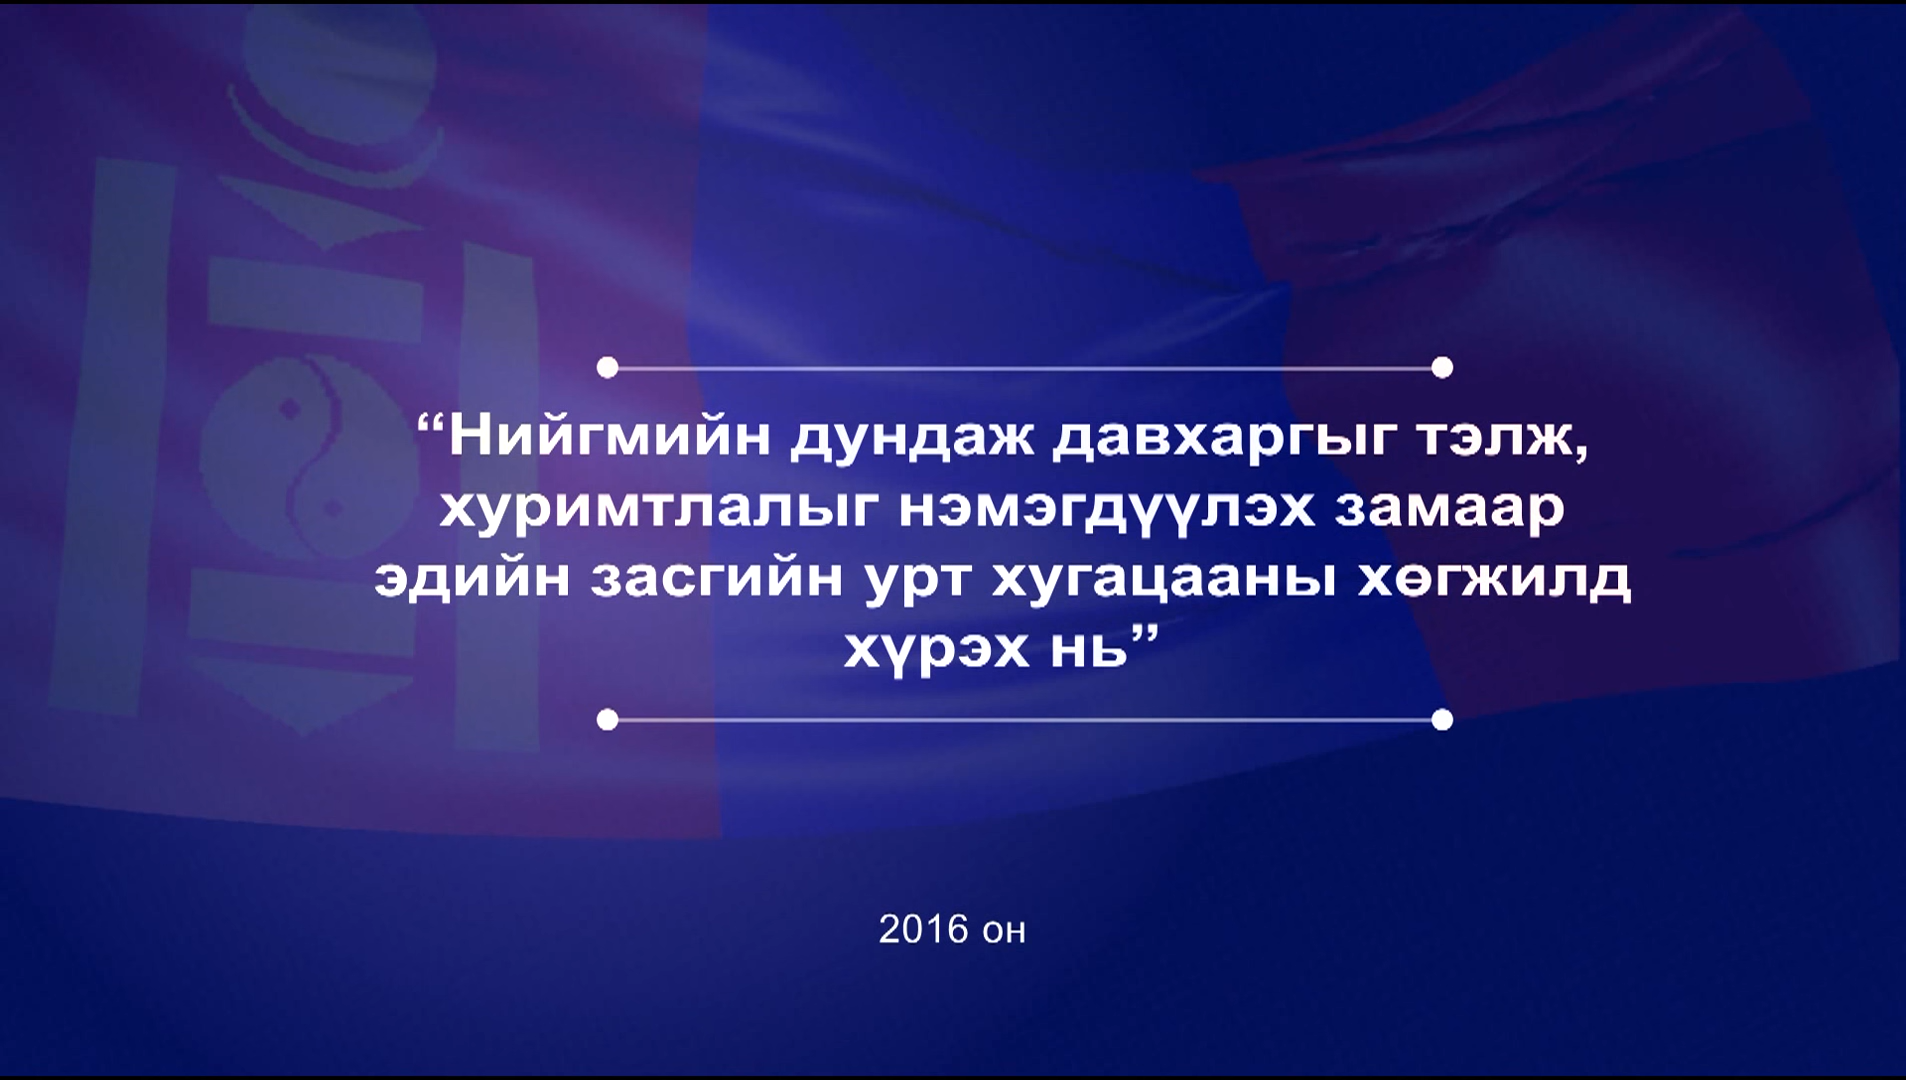 “Нийгмийн дундаж давхаргыг тэлж,
хуримтлалыг нэмэгдүүлэх замаар
эдийн засгийн урт хугацааны хөгжилд
хүрэх нь”
2016 он